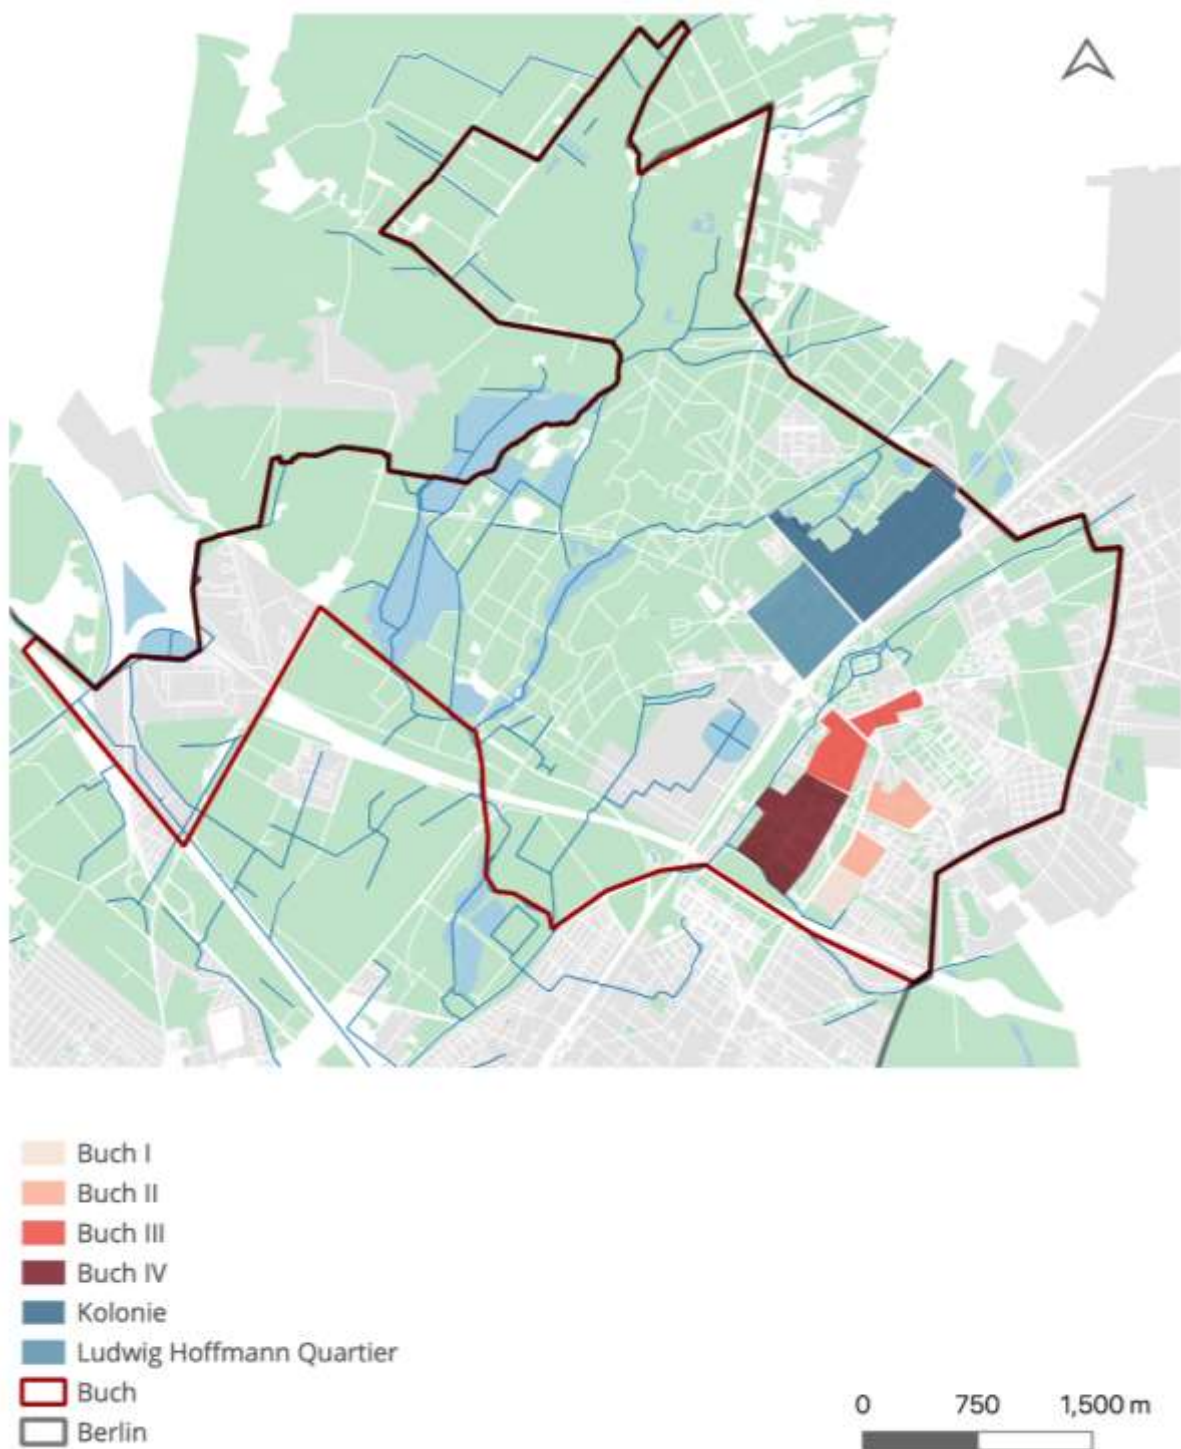 Buch I
Buch II
Buch III
Buch IV
Kolonie
Ludwig Hoffmann Quartier
Buch
Berlin
0 750 1,500 m